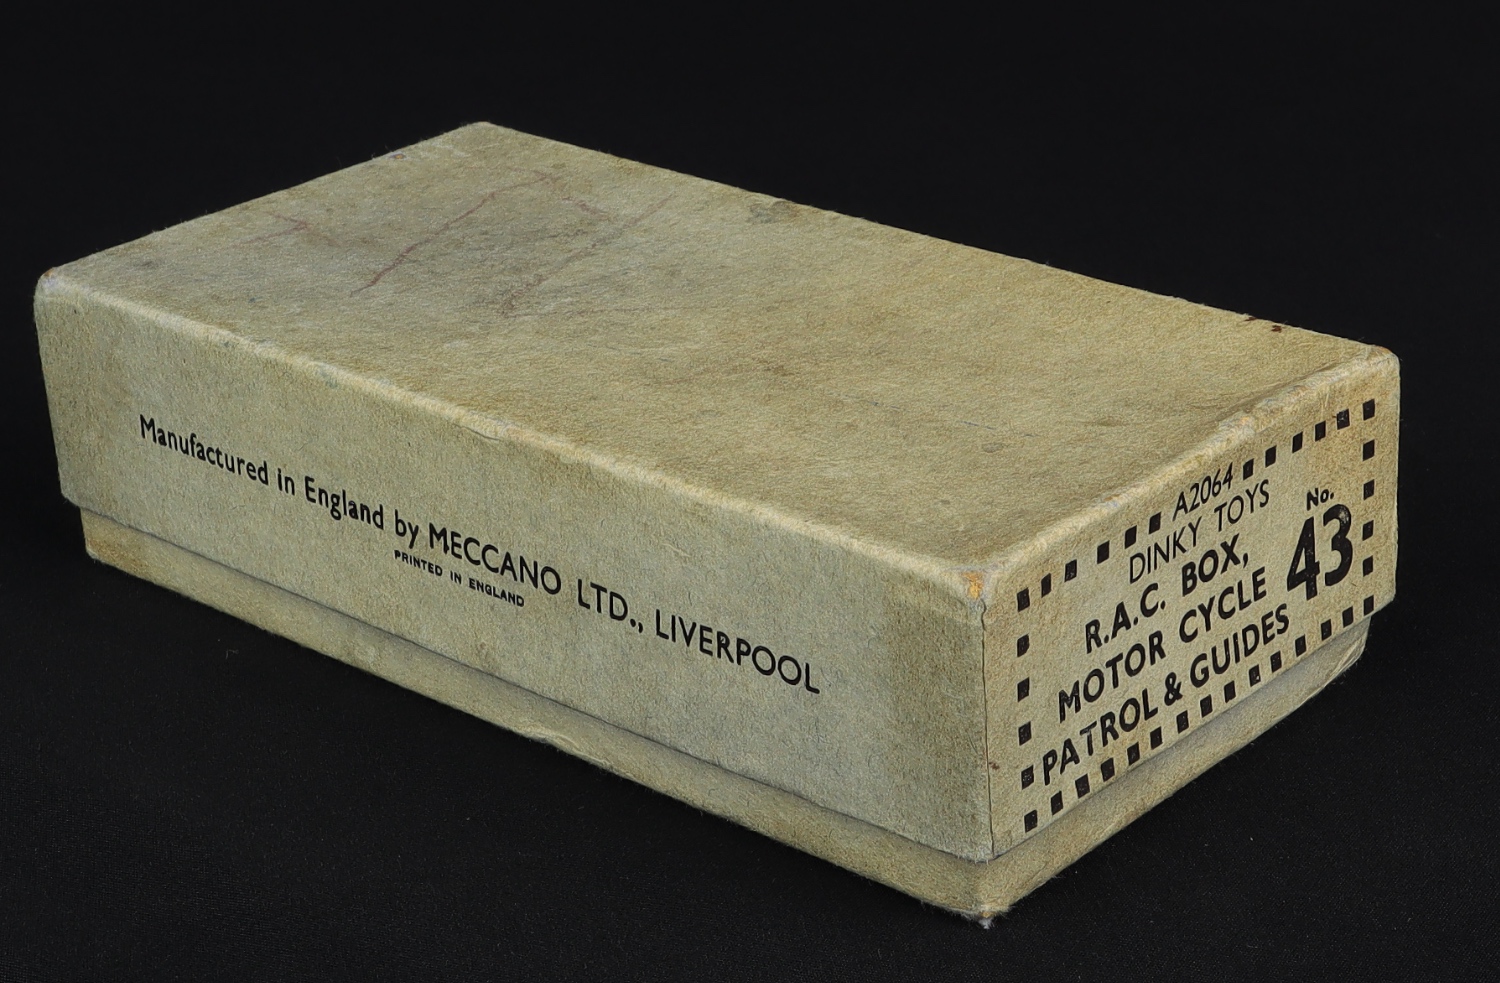 Manufactured in England by MECCANO LTD., LIVERPOOL
PRINTED IN ENGLAND
A2064
DINKY TOYS
R.A.C. BOX,
MOTOR CYCLE
PATROL & GUIDES
No.
43